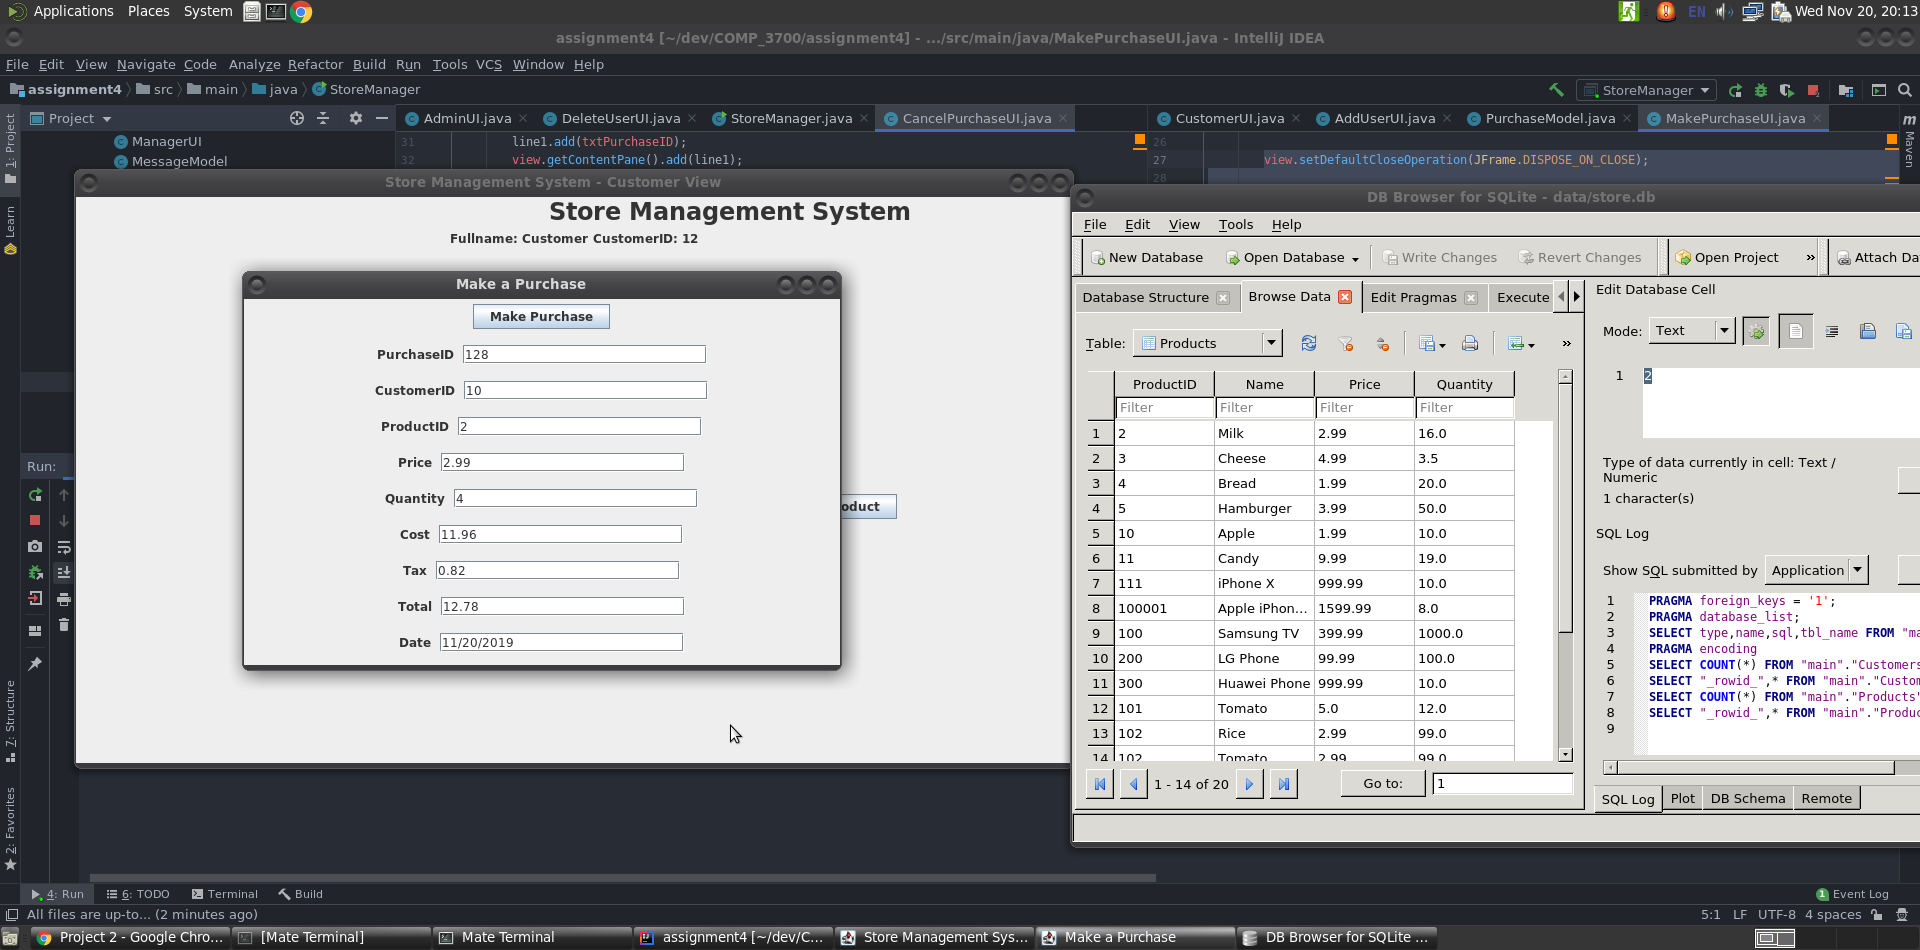 Applications Places System EN Wed Nov 20, 20:13
assignment4 [~/dev/COMP_3700/assignment4] - .../src/main/java/MakePurchaseUI.java - IntelliJ IDEA
File Edit View Navigate Code Analyze Refactor Build Run Tools VCS Window Help
assignment4 src main java StoreManager StoreManager
1: Project
Learn
7: Structure
2: Favorites
Project
ManagerUI
MessageModel
AdminUI.java DeleteUserUI.java StoreManager.java CancelPurchaseUI.java CustomerUI.java AddUserUI.java PurchaseModel.java MakePurchaseUI.java
m Maven
31 line1.add(txtPurchaseID);
32 view.getContentPane().add(line1);
26
27 view.setDefaultCloseOperation(JFrame.DISPOSE_ON_CLOSE);
28
Run:
Store Management System - Customer View
Store Management System
Fullname: Customer CustomerID: 12
oduct
Make a Purchase
Make Purchase
PurchaseID 128
CustomerID 10
ProductID 2
Price 2.99
Quantity 4
Cost 11.96
Tax 0.82
Total 12.78
Date 11/20/2019
DB Browser for SQLite - data/store.db
File Edit View Tools Help
New Database Open Database Write Changes Revert Changes Open Project » Attach Da
Database Structure Browse Data Edit Pragmas Execute
Table: Products »
ProductID Name Price Quantity
Filter Filter Filter Filter
1 2 Milk 2.99 16.0
2 3 Cheese 4.99 3.5
3 4 Bread 1.99 20.0
4 5 Hamburger 3.99 50.0
5 10 Apple 1.99 10.0
6 11 Candy 9.99 19.0
7 111 iPhone X 999.99 10.0
8 100001 Apple iPhon... 1599.99 8.0
9 100 Samsung TV 399.99 1000.0
10 200 LG Phone 99.99 100.0
11 300 Huawei Phone 999.99 10.0
12 101 Tomato 5.0 12.0
13 102 Rice 2.99 99.0
14 102 Tomato 2.99 99.0
1 - 14 of 20 Go to: 1
Edit Database Cell
Mode: Text
1 2
Type of data currently in cell: Text /
Numeric
1 character(s)
SQL Log
Show SQL submitted by Application
1 PRAGMA foreign_keys = '1';
2 PRAGMA database_list;
3 SELECT type,name,sql,tbl_name FROM "ma
4 PRAGMA encoding
5 SELECT COUNT(*) FROM "main"."Customers
6 SELECT "_rowid_",* FROM "main"."Custom
7 SELECT COUNT(*) FROM "main"."Products"
8 SELECT "_rowid_",* FROM "main"."Produc
9
SQL Log Plot DB Schema Remote
4: Run 6: TODO Terminal Build 1 Event Log
All files are up-to... (2 minutes ago) 5:1 LF UTF-8 4 spaces
Project 2 - Google Chro... [Mate Terminal] Mate Terminal assignment4 [~/dev/C... Store Management Sys... Make a Purchase DB Browser for SQLite ...